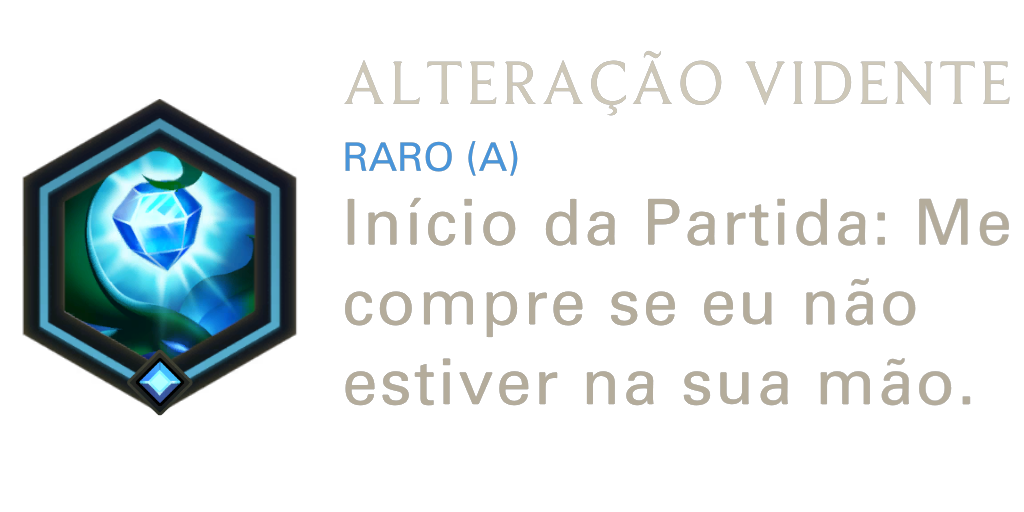 ALTERAÇÃO VIDENTE
RARO (A)
Início da Partida: Me
compre se eu não
estiver na sua mão.